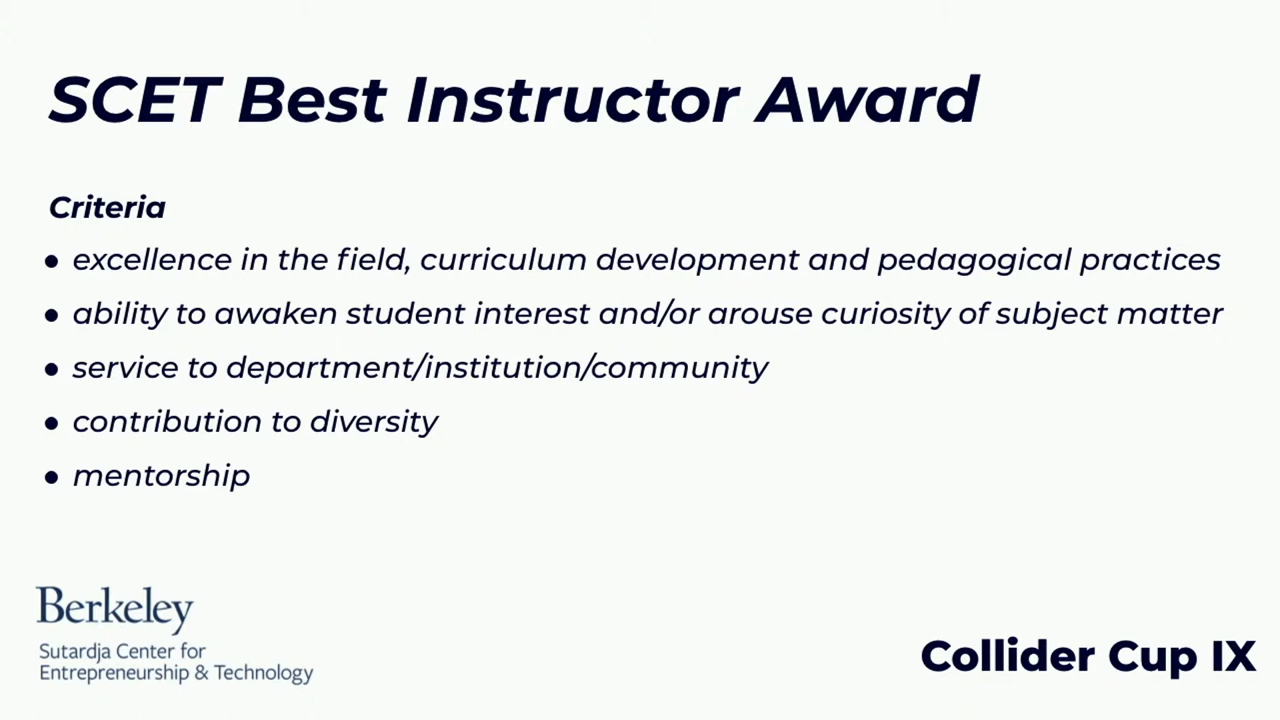 SCET Best Instructor Award
Criteria
● excellence in the field, curriculum development and pedagogical practices
● ability to awaken student interest and/or arouse curiosity of subject matter
● service to department/institution/community
● contribution to diversity
● mentorship
Berkeley
Sutardja Center for
Entrepreneurship & Technology
Collider Cup IX